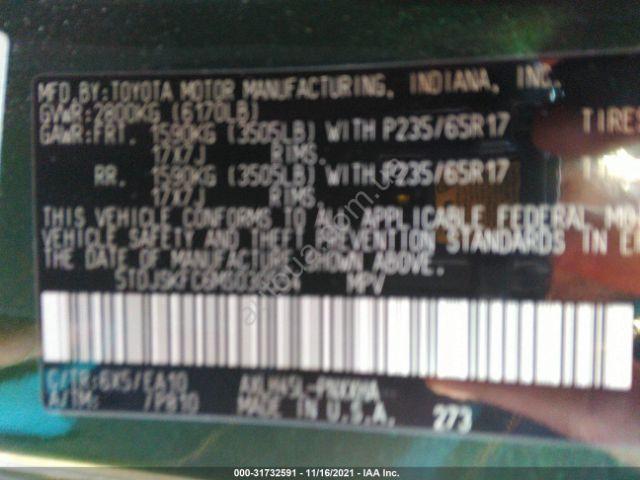 MFD.BY:TOYOTA MOTOR MANUFACTURING, INDIANA, INC.
GVWR:2800KG (6170LB)
GAWR:FRT. 1590KG (3505LB) WITH P235/65R17 TIRES
17X7J RIMS.
RR. 1590KG (3505LB) WITH P235/65R17
17X7J RIMS.
THIS VEHICLE CONFORMS TO ALL APPLICABLE FEDERAL
VEHICLE SAFETY AND THEFT PREVENTION STANDARDS IN
THE DATE OF MANUFACTURE SHOWN ABOVE.
MPV
C/TR:6X5/EA10
A/TM: /P810 MADE IN U.S.A. 273
000-31732591 - 11/16/2021 - IAA Inc.